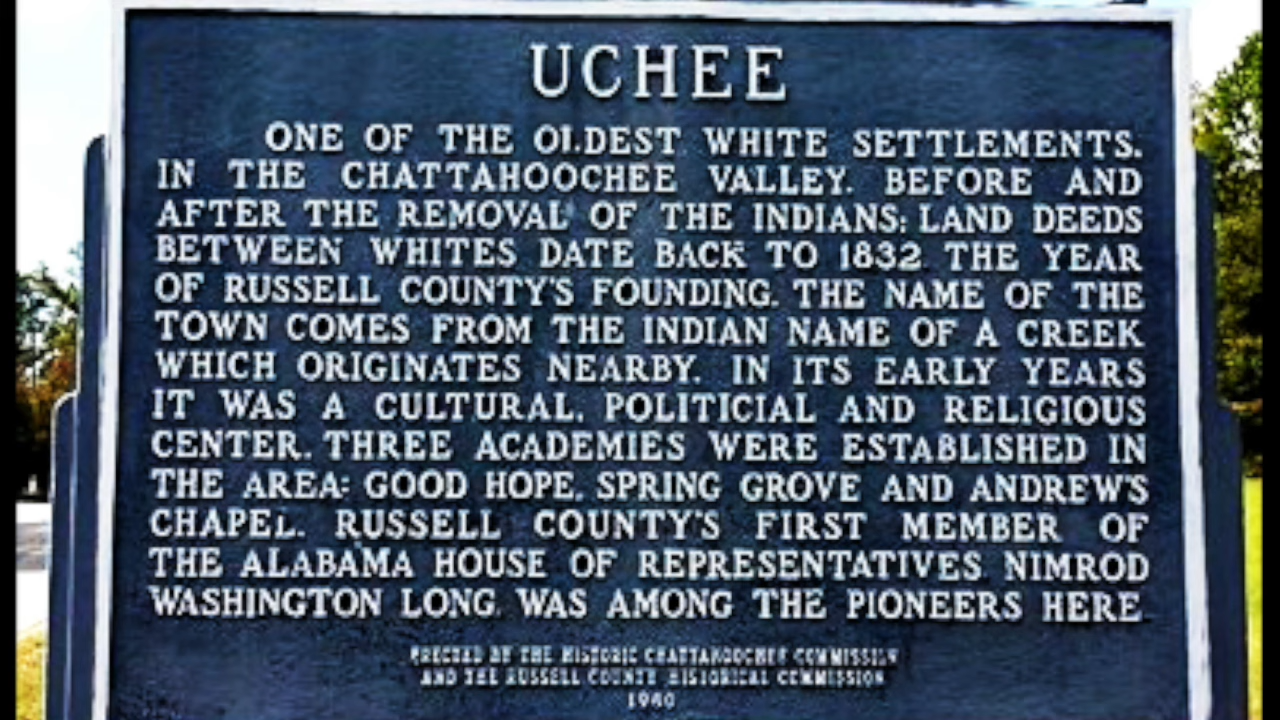 UCHEE
ONE OF THE OLDEST WHITE SETTLEMENTS.
IN THE CHATTAHOOCHEE VALLEY. BEFORE AND
AFTER THE REMOVAL OF THE INDIANS; LAND DEEDS
BETWEEN WHITES DATE BACK TO 1832. THE YEAR
OF RUSSELL COUNTY'S FOUNDING. THE NAME OF THE
TOWN COMES FROM THE INDIAN NAME OF A CREEK
WHICH ORIGINATES NEARBY. IN ITS EARLY YEARS
IT WAS A CULTURAL, POLITICIAL AND RELIGIOUS
CENTER. THREE ACADEMIES WERE ESTABLISHED IN
THE AREA: GOOD HOPE, SPRING GROVE AND ANDREW'S
CHAPEL. RUSSELL COUNTY'S FIRST MEMBER OF
THE ALABAMA HOUSE OF REPRESENTATIVES, NIMROD
WASHINGTON LONG, WAS AMONG THE PIONEERS HERE.
ERECTED BY THE HISTORIC CHATTAHOOCHEE COMMISSION
AND THE RUSSELL COUNTY HISTORICAL COMMISSION